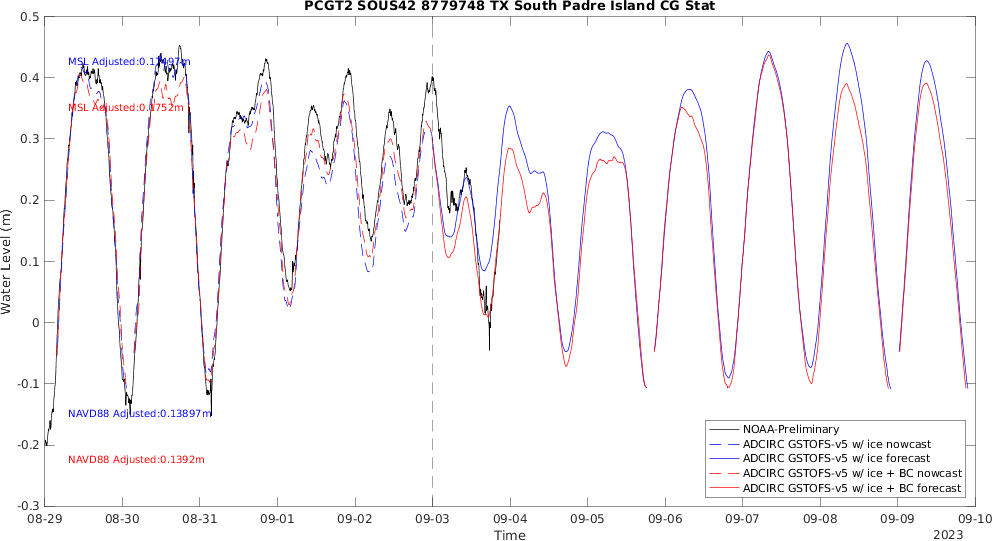 PCGT2 SOUS42 8779748 TX South Padre Island CG Stat
0.5
0.4
0.3
0.2
0.1
0
-0.1
-0.2
-0.3
Water Level (m)
MSL Adjusted:0.17497m
MSL Adjusted:0.1752m
NAVD88 Adjusted:0.13897m
NAVD88 Adjusted:0.1392m
NOAA-Preliminary
ADCIRC GSTOFS-v5 w/ ice nowcast
ADCIRC GSTOFS-v5 w/ ice forecast
ADCIRC GSTOFS-v5 w/ ice + BC nowcast
ADCIRC GSTOFS-v5 w/ ice + BC forecast
08-29 08-30 08-31 09-01 09-02 09-03 09-04 09-05 09-06 09-07 09-08 09-09 09-10
Time
2023